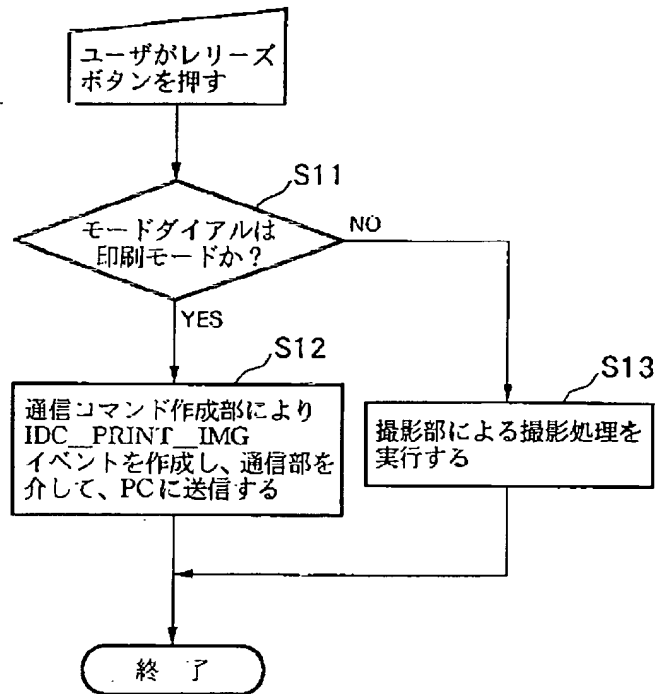 ユーザがレリーズ
ボタンを押す
S11
モードダイアルは
印刷モードか?
NO
YES
S12
通信コマンド作成部により
IDC__PRINT__IMG
イベントを作成し、通信部を
介して、PCに送信する
S13
撮影部による撮影処理を
実行する
終 了